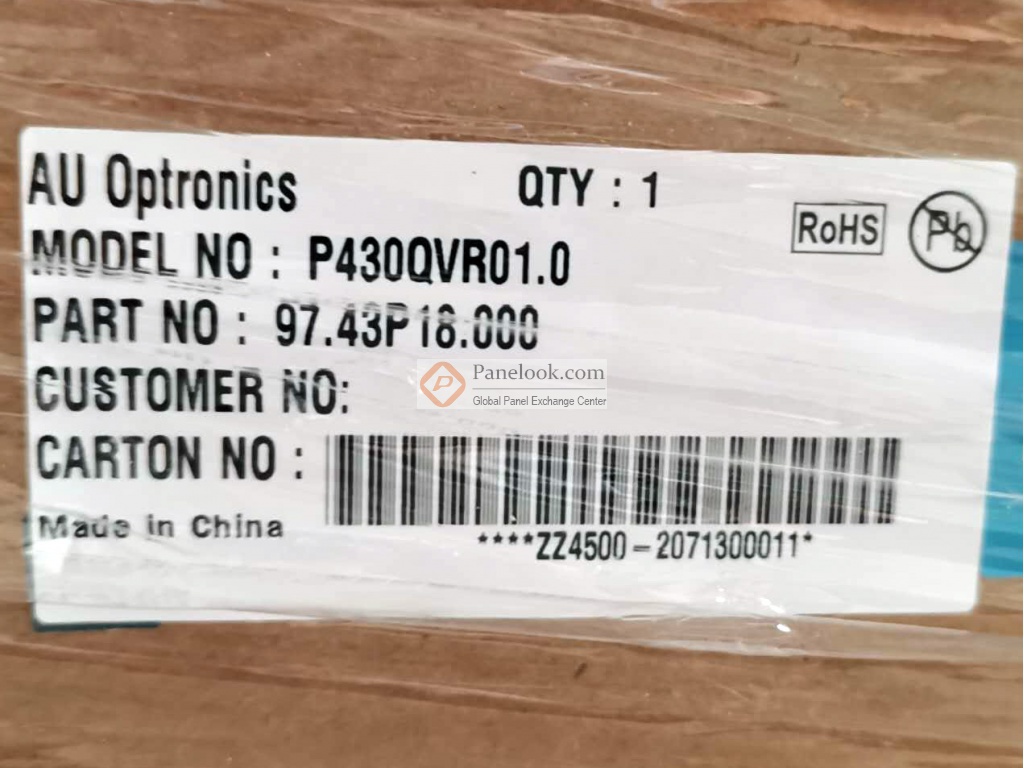 AU Optronics QTY : 1
RoHS Pb
MODEL NO : P430QVR01.0
PART NO : 97.43P18.000
CUSTOMER NO:
CARTON NO :
Made in China
****ZZ4500-2071300011*
P Panelook.com
Global Panel Exchange Center